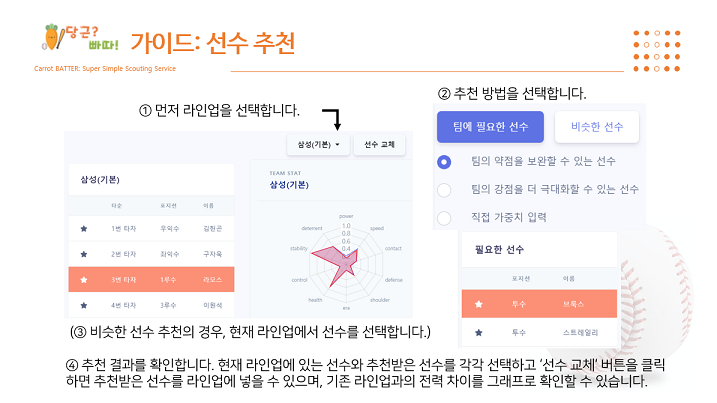 당근?
빠따!
가이드: 선수 추천
Carrot BATTER: Super Simple Scouting Service
① 먼저 라인업을 선택합니다.
삼성(기본)
선수 교체
삼성(기본)
타순 포지션 이름
1번 타자 우익수 김헌곤
2번 타자 좌익수 구자욱
3번 타자 1루수 라모스
4번 타자 3루수 이원석
TEAM STAT
삼성(기본)
power
speed
contact
defense
shoulder
era
health
control
stability
deterrent
1.0
0.8
0.6
0.4
② 추천 방법을 선택합니다.
팀에 필요한 선수 비슷한 선수
팀의 약점을 보완할 수 있는 선수
팀의 강점을 더 극대화할 수 있는 선수
직접 가중치 입력
필요한 선수
포지션 이름
투수 브룩스
투수 스트레일리
(③ 비슷한 선수 추천의 경우, 현재 라인업에서 선수를 선택합니다.)
④ 추천 결과를 확인합니다. 현재 라인업에 있는 선수와 추천받은 선수를 각각 선택하고 ‘선수 교체’ 버튼을 클릭
하면 추천받은 선수를 라인업에 넣을 수 있으며, 기존 라인업과의 전력 차이를 그래프로 확인할 수 있습니다.